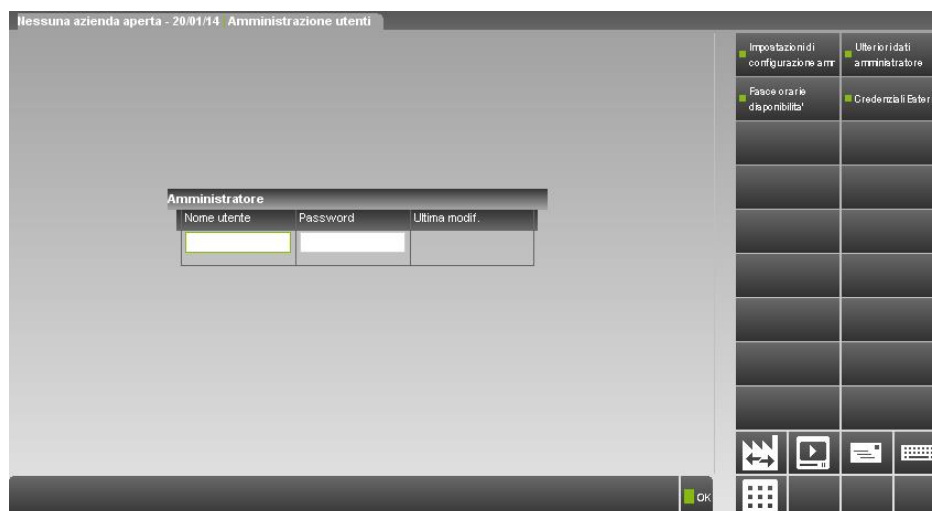 Nessuna azienda aperta - 20/01/14 Amministrazione utenti
Impostazioni di
configurazione amr
Ulteriori dati
amministratore
Fasce orarie
disponibilita'
Credenziali Ester
Amministratore
Nome utente Password Ultima modif.
OK